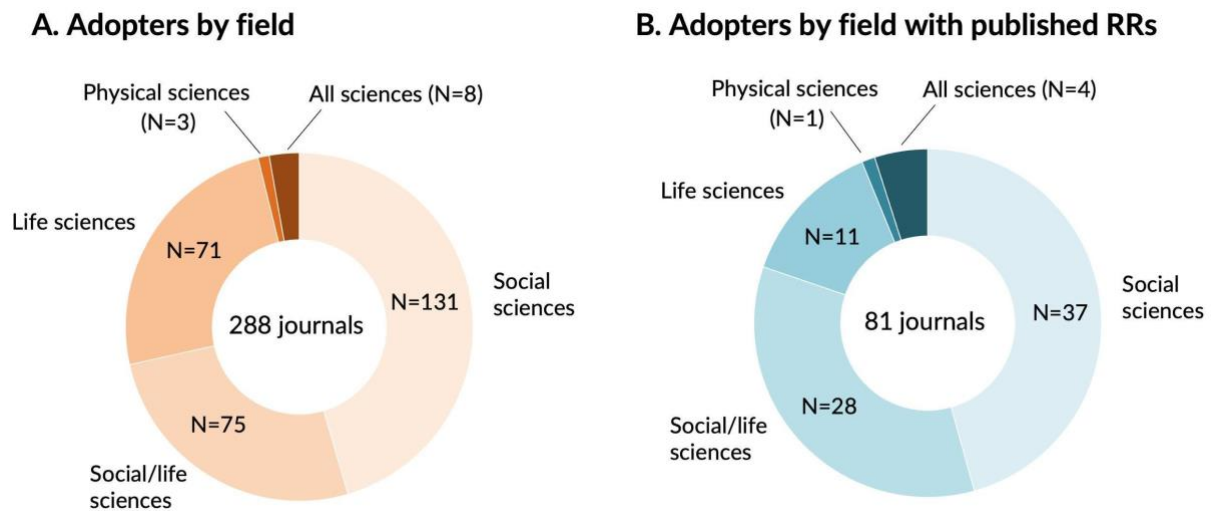 A. Adopters by field
Physical sciences
(N=3)
All sciences (N=8)
Life sciences
N=71
N=131
Social
sciences
288 journals
N=75
Social/life
sciences
B. Adopters by field with published RRs
Physical sciences
(N=1)
All sciences (N=4)
Life sciences
N=11
Social
sciences
N=37
81 journals
N=28
Social/life
sciences